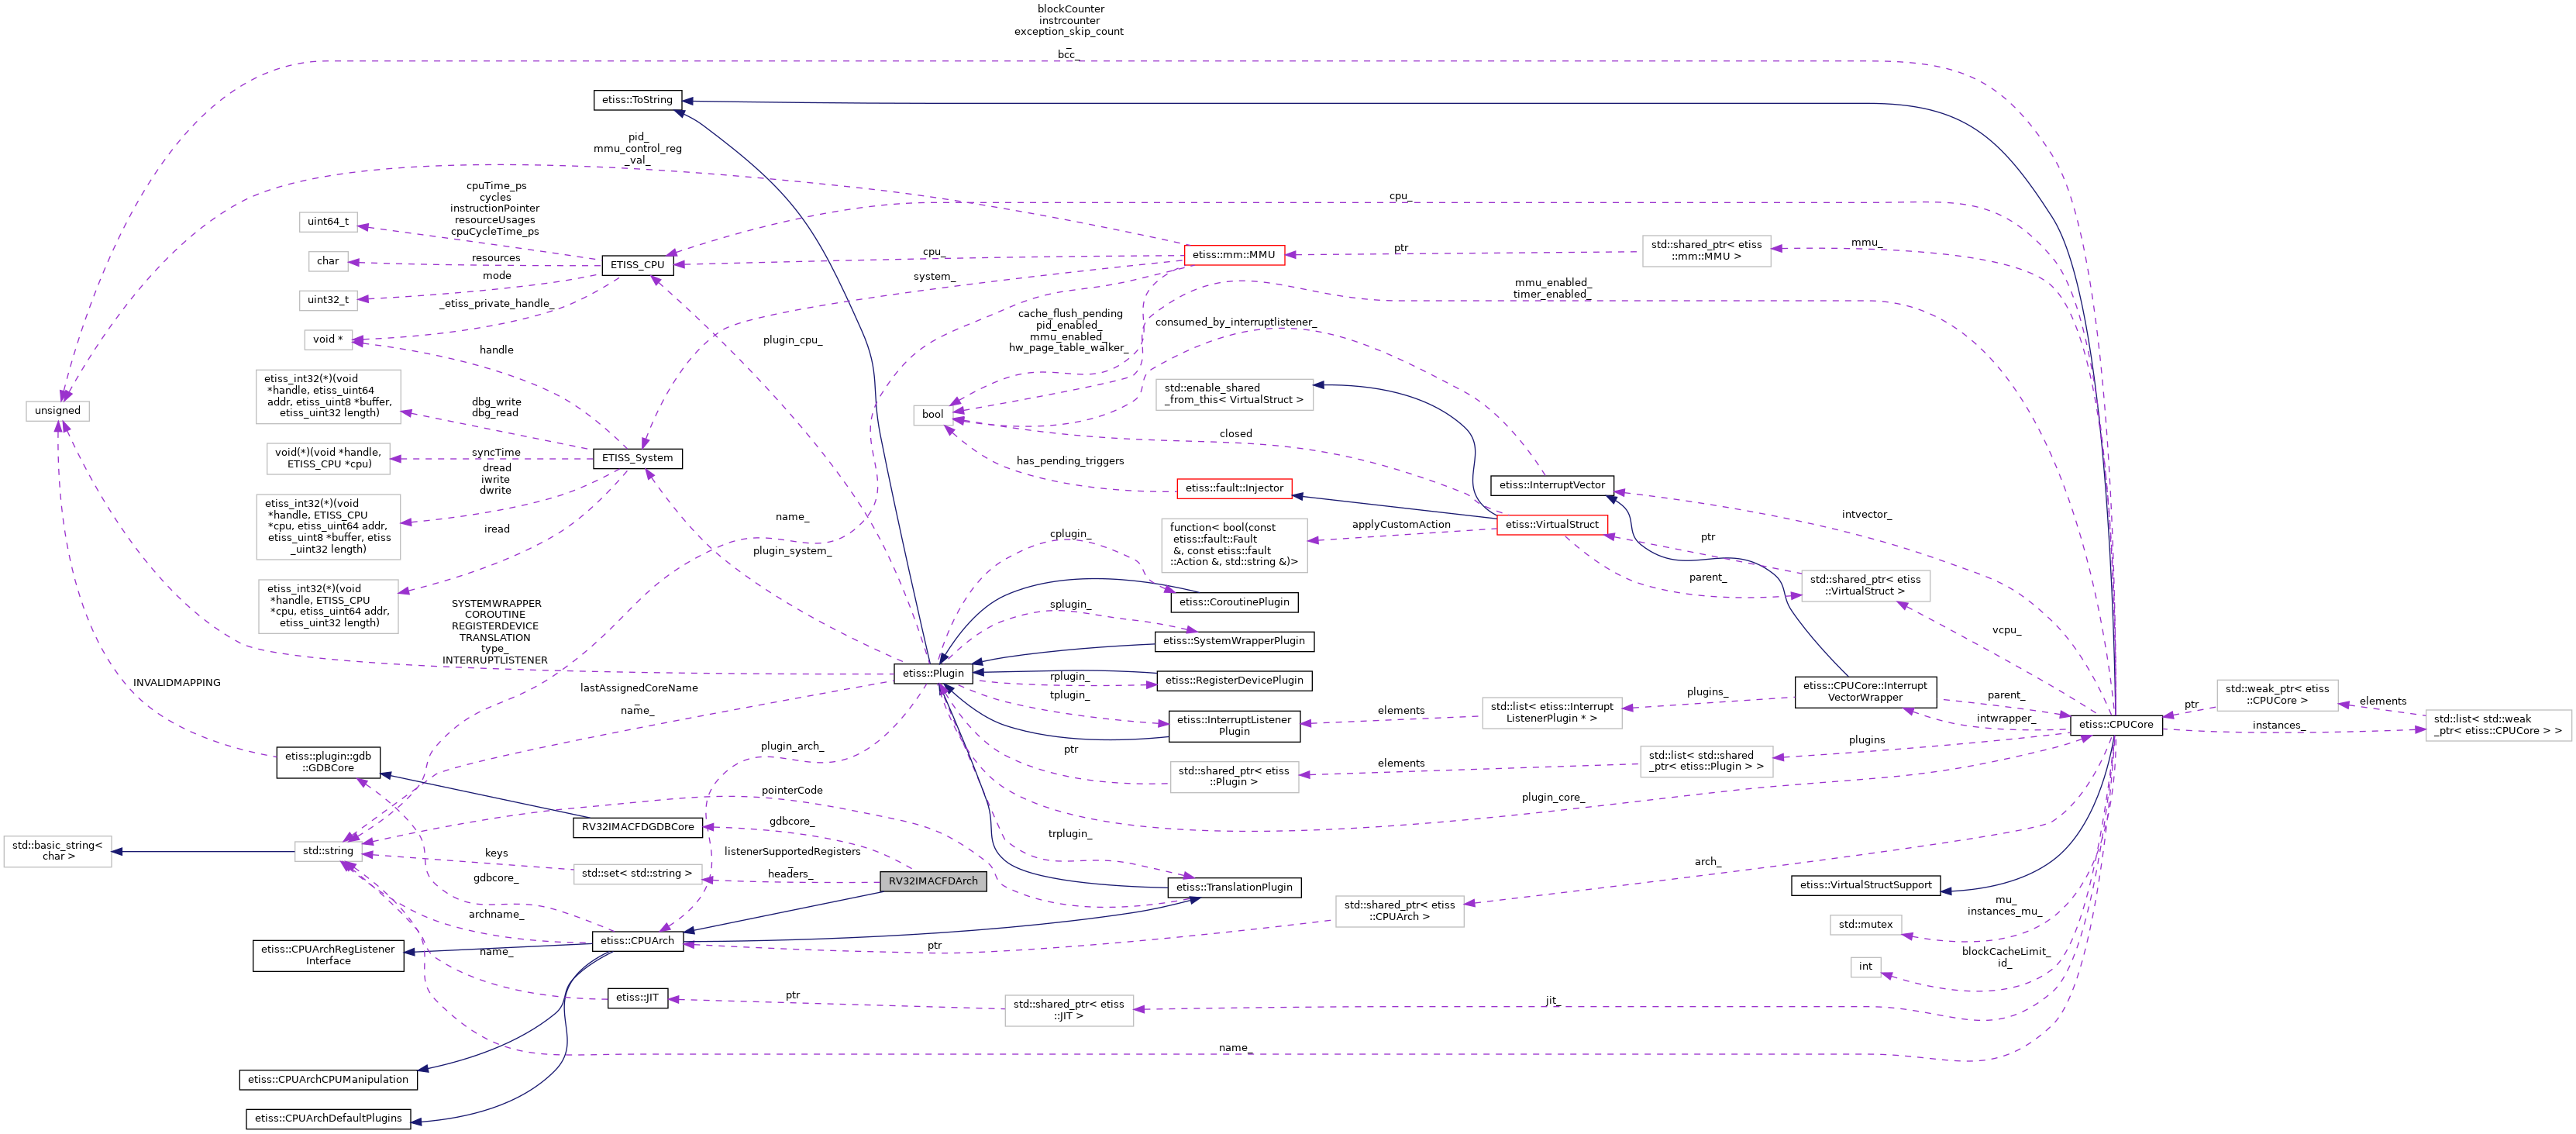 blockCounter
instrcounter
exception_skip_count
_
bcc_
etiss::ToString
pid_
mmu_control_reg
_val_
cpuTime_ps
cycles
instructionPointer
resourceUsages
cpuCycleTime_ps
cpu_
uint64_t
char
resources
mode
uint32_t
_etiss_private_handle_
ETISS_CPU
cpu_
system_
etiss::mm::MMU
ptr
std::shared_ptr< etiss
::mm::MMU >
mmu_
mmu_enabled_
timer_enabled_
void *
handle
plugin_cpu_
cache_flush_pending
pid_enabled_
mmu_enabled_
hw_page_table_walker_
consumed_by_interruptlistener_
etiss_int32(*)(void
*handle, etiss_uint64
addr, etiss_uint8 *buffer,
etiss_uint32 length)
dbg_write
dbg_read
unsigned
bool
std::enable_shared
_from_this< VirtualStruct >
closed
void(*)(void *handle,
ETISS_CPU *cpu)
syncTime
ETISS_System
has_pending_triggers
etiss::fault::Injector
etiss::InterruptVector
intvector_
dread
iwrite
dwrite
etiss_int32(*)(void
*handle, ETISS_CPU
*cpu, etiss_uint64 addr,
etiss_uint8 *buffer, etiss
_uint32 length)
iread
name_
plugin_system_
cplugin_
function< bool(const
etiss::fault::Fault
&, const etiss::fault
::Action &, std::string &)>
applyCustomAction
etiss::VirtualStruct
ptr
parent_
std::shared_ptr< etiss
::VirtualStruct >
vcpu_
etiss_int32(*)(void
*handle, ETISS_CPU
*cpu, etiss_uint64 addr,
etiss_uint32 length)
SYSTEMWRAPPER
COROUTINE
REGISTERDEVICE
TRANSLATION
type_
INTERRUPTLISTENER
splugin_
etiss::CoroutinePlugin
etiss::SystemWrapperPlugin
etiss::Plugin
rplugin_
etiss::RegisterDevicePlugin
tplugin_
INVALIDMAPPING
lastAssignedCoreName
_
name_
etiss::InterruptListener
Plugin
elements
std::list< etiss::Interrupt
ListenerPlugin * >
plugins_
etiss::CPUCore::Interrupt
VectorWrapper
parent_
intwrapper_
etiss::CPUCore
ptr
std::weak_ptr< etiss
::CPUCore >
elements
instances_
std::list< std::weak
_ptr< etiss::CPUCore > >
etiss::plugin::gdb
::GDBCore
plugin_arch_
ptr
std::shared_ptr< etiss
::Plugin >
elements
std::list< std::shared
_ptr< etiss::Plugin > >
plugins
plugin_core_
pointerCode
RV32IMACFDGDBCore
gdbcore_
trplugin_
std::basic_string<
char >
std::string
keys
std::set< std::string >
listenerSupportedRegisters
_
headers_
RV32IMACFDArch
etiss::TranslationPlugin
gdbcore_
arch_
etiss::VirtualStructSupport
archname_
std::shared_ptr< etiss
::CPUArch >
mu_
instances_mu_
std::mutex
etiss::CPUArchRegListener
Interface
etiss::CPUArch
ptr
name_
blockCacheLimit_
id_
int
etiss::JIT
ptr
std::shared_ptr< etiss
::JIT >
jit_
name_
etiss::CPUArchCPUManipulation
etiss::CPUArchDefaultPlugins